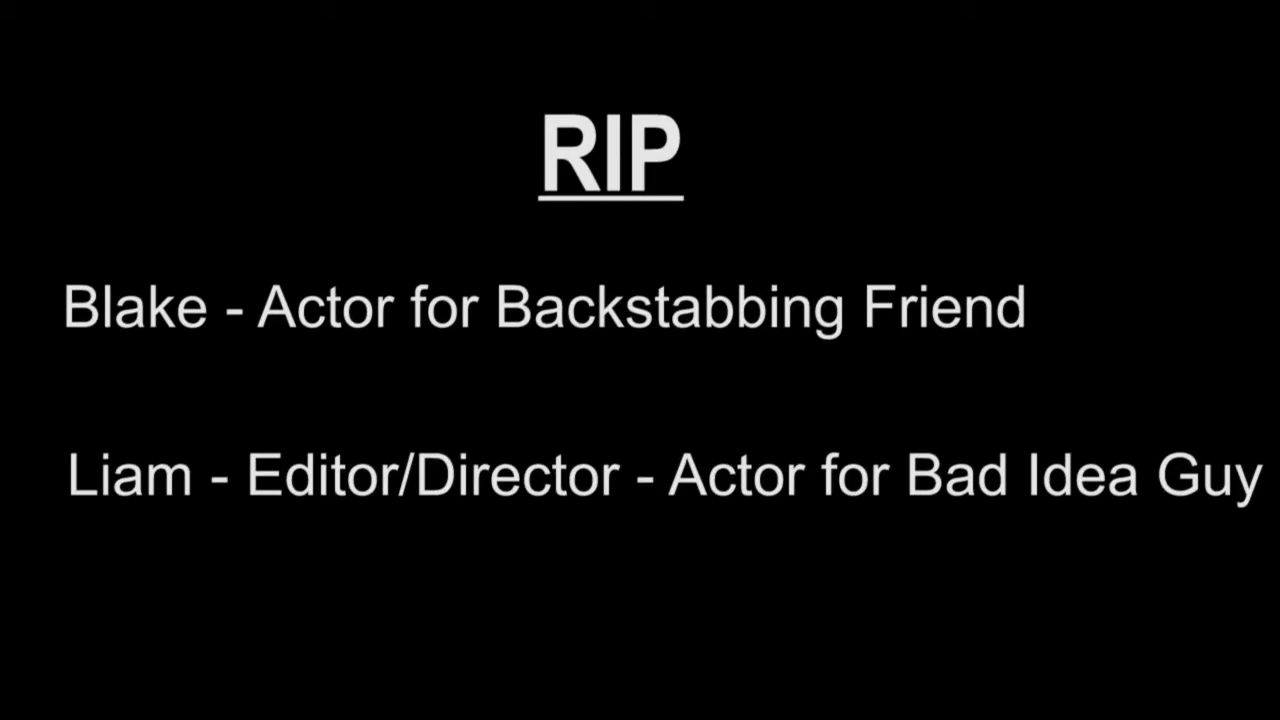 RIP
Blake - Actor for Backstabbing Friend
Liam - Editor/Director - Actor for Bad Idea Guy